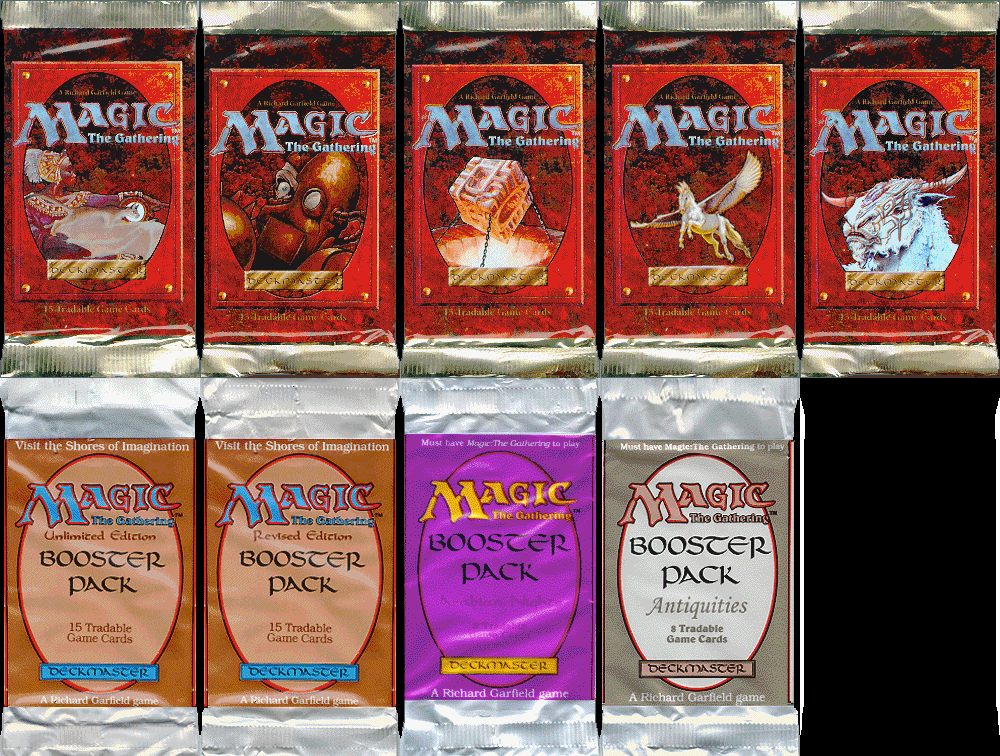 A Richard Garfield Game
MAGIC
The Gathering
DECKMASTER
15 Tradable Game Cards
A Richard Garfield Game
MAGIC
The Gathering
DECKMASTER
15 Tradable Game Cards
A Richard Garfield Game
MAGIC
The Gathering
DECKMASTER
15 Tradable Game Cards
A Richard Garfield Game
MAGIC
The Gathering
DECKMASTER
15 Tradable Game Cards
A Richard Garfield Game
MAGIC
The Gathering
DECKMASTER
15 Tradable Game Cards
Visit the Shores of Imagination
MAGIC™
The Gathering
Unlimited Edition
BOOSTER
PACK
15 Tradable
Game Cards
DECKMASTER
A Richard Garfield game
Visit the Shores of Imagination
MAGIC™
The Gathering
Revised Edition
BOOSTER
PACK
15 Tradable
Game Cards
DECKMASTER
A Richard Garfield game
Must have Magic:The Gathering to play
MAGIC™
The Gathering
BOOSTER
PACK
Arabian Nights
DECKMASTER
A Richard Garfield game
Must have Magic:The Gathering to play
MAGIC™
The Gathering
BOOSTER
PACK
Antiquities
8 Tradable
Game Cards
DECKMASTER
A Richard Garfield game